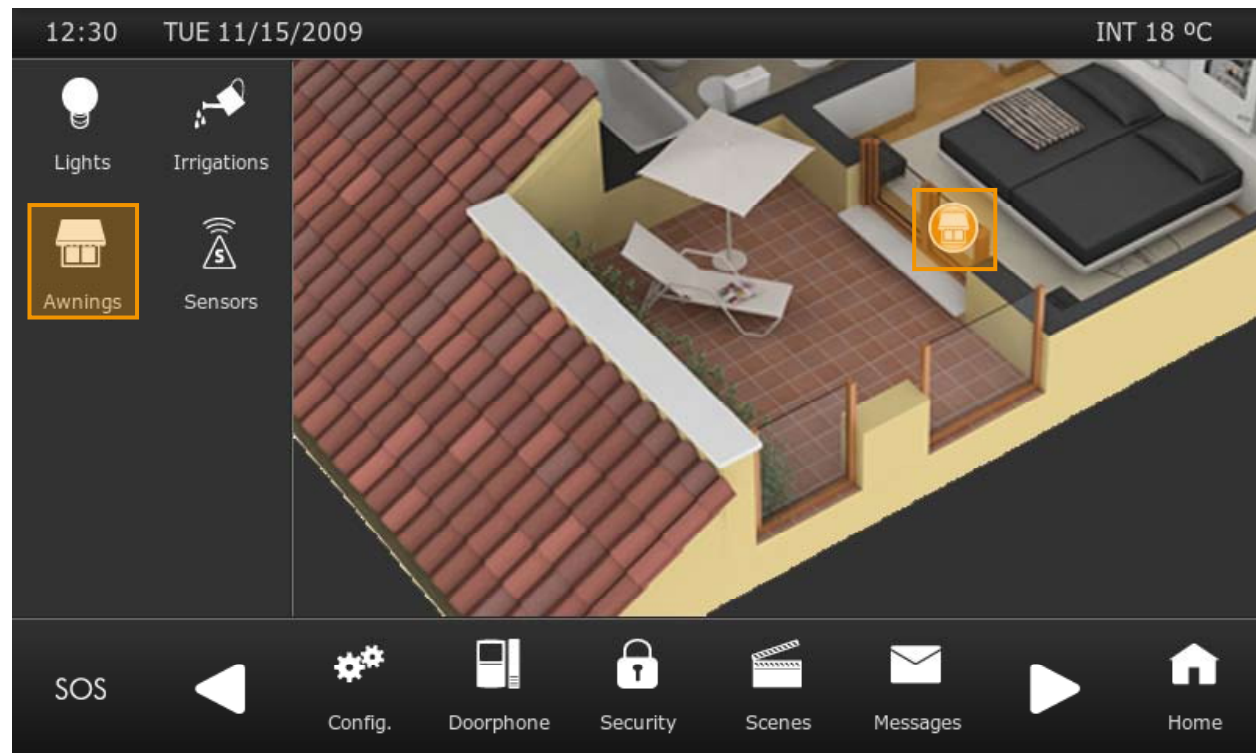 12:30 TUE 11/15/2009 INT 18 ºC
Lights Irrigations
S
Awnings Sensors
SOS
Config. Doorphone Security Scenes Messages Home